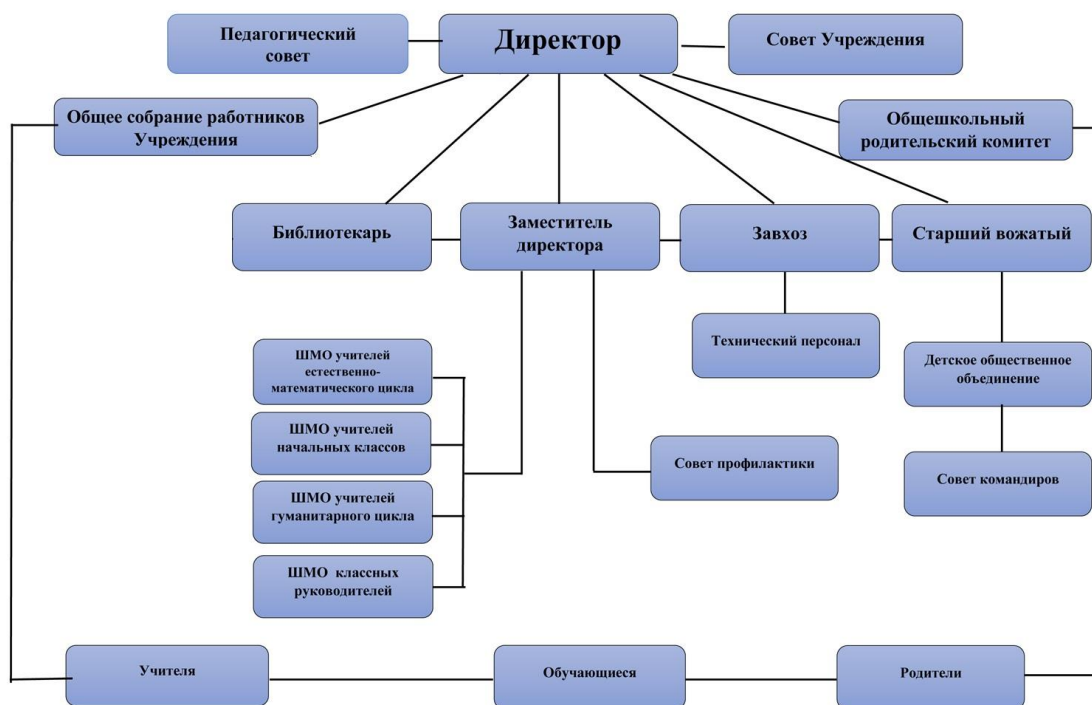 Педагогический
совет
Директор
Совет Учреждения
Общее собрание работников
Учреждения
Общешкольный
родительский комитет
Библиотекарь
Заместитель
директора
Завхоз
Старший вожатый
ШМО учителей
естественно-
математического цикла
Технический персонал
Детское общественное
объединение
ШМО учителей
начальных классов
Совет профилактики
Совет командиров
ШМО учителей
гуманитарного цикла
ШМО классных
руководителей
Учителя
Обучающиеся
Родители